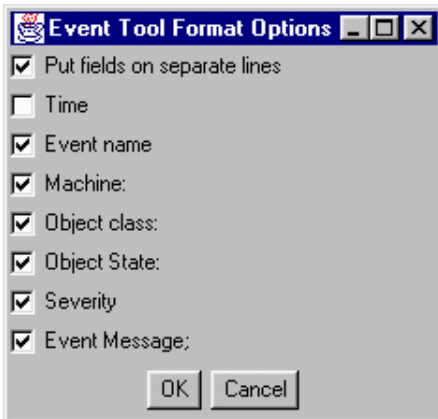 Event Tool Format Options
Put fields on separate lines
Time
Event name
Machine:
Object class:
Object State:
Severity
Event Message;
OK Cancel